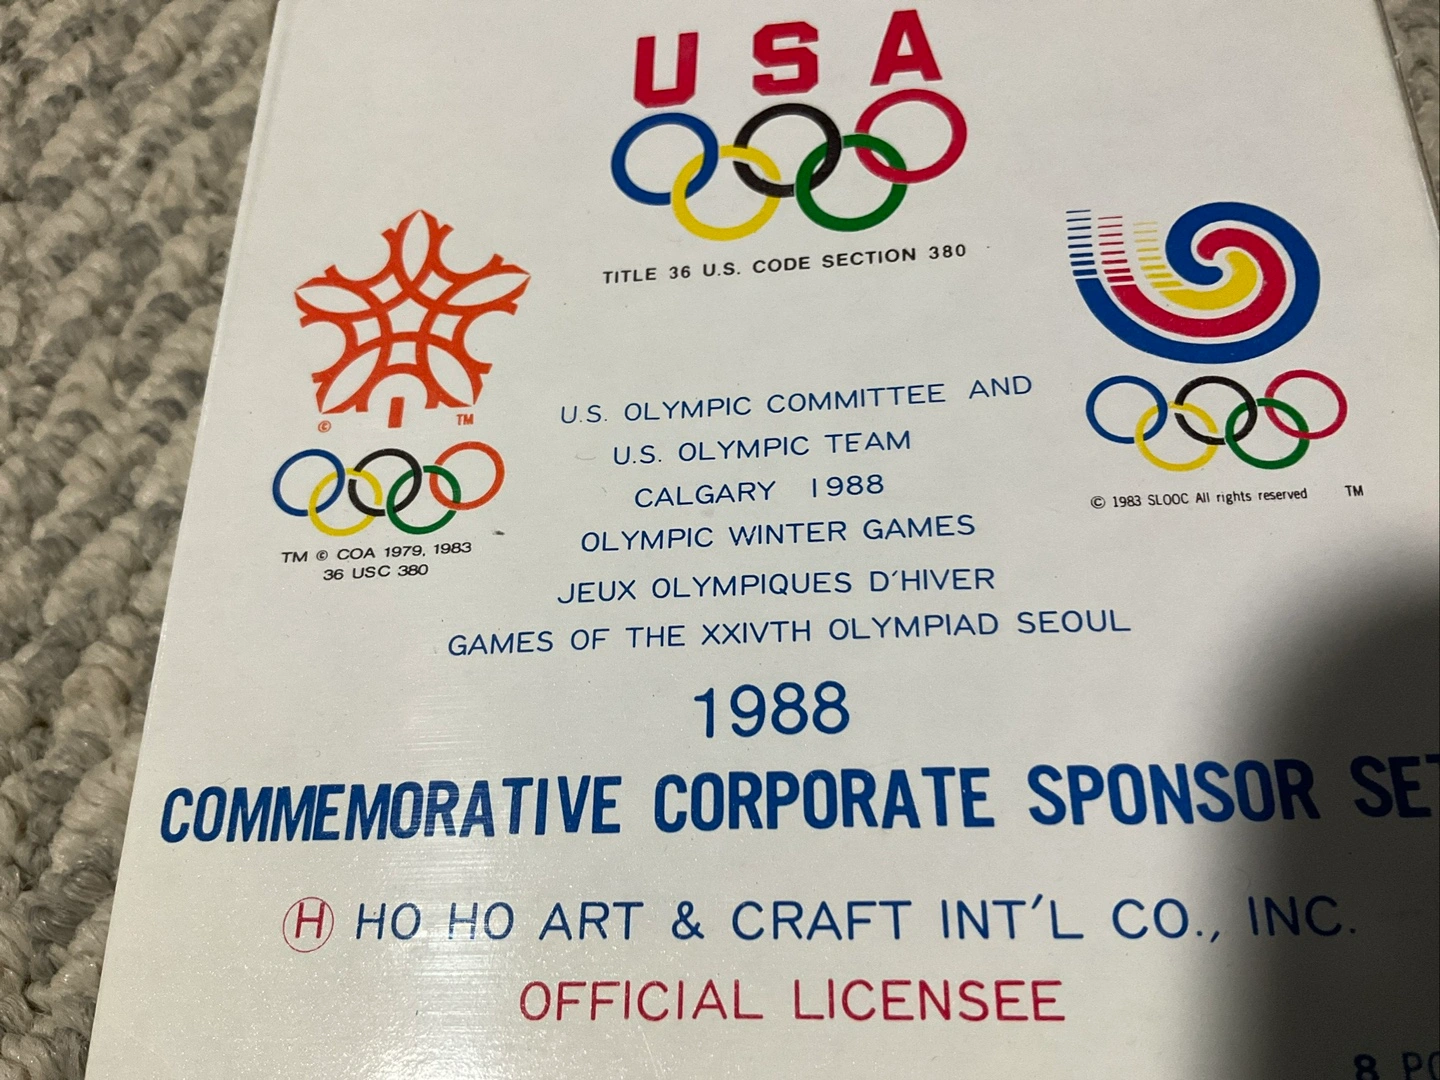 USA
TITLE 36 U.S. CODE SECTION 380
© TM
TM © COA 1979, 1983
36 USC 380
© 1983 SLOOC All rights reserved TM
U.S. OLYMPIC COMMITTEE AND
U.S. OLYMPIC TEAM
CALGARY 1988
OLYMPIC WINTER GAMES
JEUX OLYMPIQUES D'HIVER
GAMES OF THE XXIVTH OLYMPIAD SEOUL
1988
COMMEMORATIVE CORPORATE SPONSOR SET
H HO HO ART & CRAFT INT'L CO., INC.
OFFICIAL LICENSEE
8